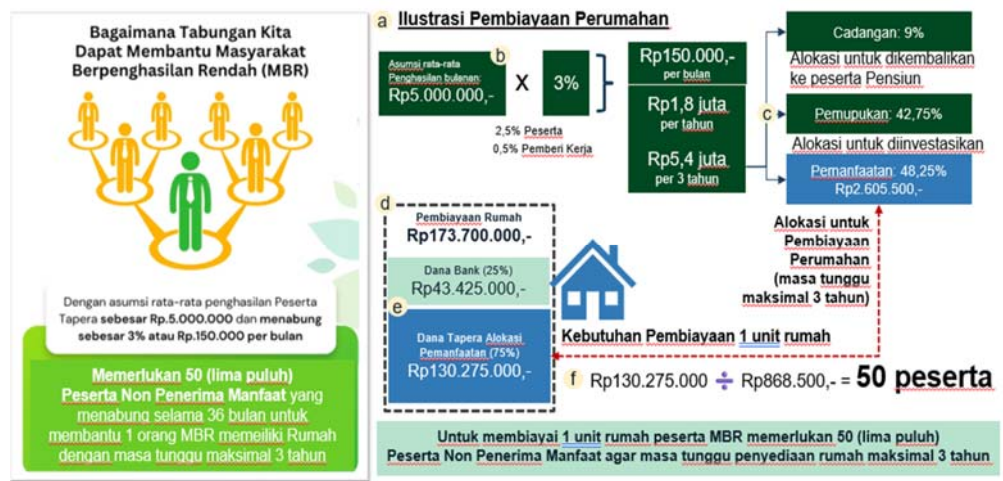 Bagaimana Tabungan Kita
Dapat Membantu Masyarakat
Berpenghasilan Rendah (MBR)
Dengan asumsi rata-rata penghasilan Peserta
Tapera sebesar Rp.5.000.000 dan menabung
sebesar 3% atau Rp.150.000 per bulan
Memerlukan 50 (lima puluh)
Peserta Non Penerima Manfaat yang
menabung selama 36 bulan untuk
membantu 1 orang MBR memeiliki Rumah
dengan masa tunggu maksimal 3 tahun
a Ilustrasi Pembiayaan Perumahan
b
Asumsi rata-rata
Penghasilan bulanan:
Rp5.000.000,-
X
3%
2,5% Peserta
0,5% Pemberi Kerja
Rp150.000,-
per bulan
Rp1,8 juta
per tahun
Rp5,4 juta
per 3 tahun
c
Cadangan: 9%
Alokasi untuk dikembalikan
ke peserta Pensiun
Pemupukan: 42,75%
Alokasi untuk diinvestasikan
Pemanfaatan: 48,25%
Rp2.605.500,-
Alokasi untuk
Pembiayaan
Perumahan
(masa tunggu
maksimal 3 tahun)
d
Pembiayaan Rumah
Rp173.700.000,-
Dana Bank (25%)
Rp43.425.000,-
e
Dana Tapera Alokasi
Pemanfaatan (75%)
Rp130.275.000,-
Kebutuhan Pembiayaan 1 unit rumah
f Rp130.275.000 ÷ Rp868.500,- = 50 peserta
Untuk membiayai 1 unit rumah peserta MBR memerlukan 50 (lima puluh)
Peserta Non Penerima Manfaat agar masa tunggu penyediaan rumah maksimal 3 tahun